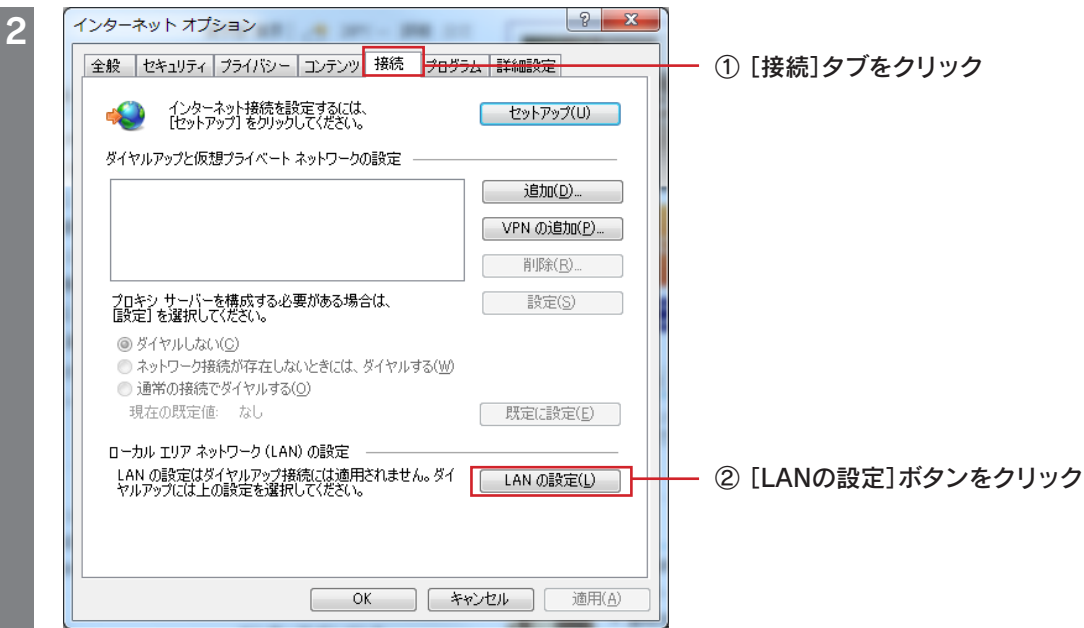 2
インターネット オプション
全般 セキュリティ プライバシー コンテンツ 接続 プログラム 詳細設定
① [接続]タブをクリック
インターネット接続を設定するには、
[セットアップ] をクリックしてください。
セットアップ(U)
ダイヤルアップと仮想プライベート ネットワークの設定
追加(D)...
VPN の追加(P)...
削除(R)...
プロキシ サーバーを構成する必要がある場合は、
[設定] を選択してください。
設定(S)
ダイヤルしない(C)
ネットワーク接続が存在しないときには、ダイヤルする(W)
通常の接続でダイヤルする(O)
現在の既定値: なし
既定に設定(E)
ローカル エリア ネットワーク (LAN) の設定
LAN の設定はダイヤルアップ接続には適用されません。ダイ
ヤルアップには上の設定を選択してください。
LAN の設定(L)
② [LANの設定]ボタンをクリック
OK キャンセル 適用(A)